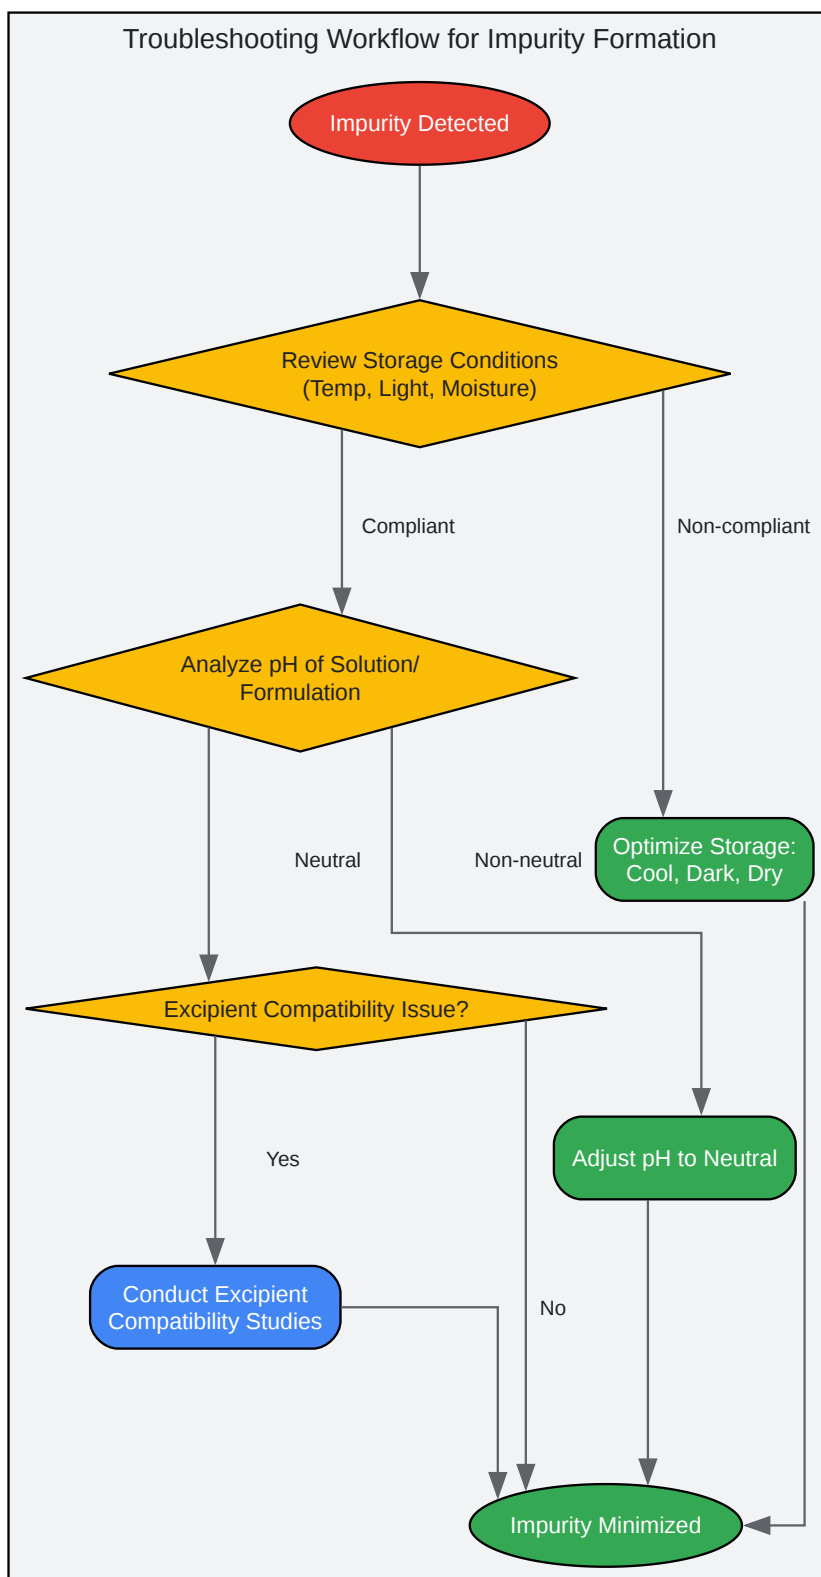 Troubleshooting Workflow for Impurity Formation
Impurity Detected
Review Storage Conditions
(Temp, Light, Moisture)
Compliant
Non-compliant
Analyze pH of Solution/
Formulation
Neutral
Non-neutral
Optimize Storage:
Cool, Dark, Dry
Excipient Compatibility Issue?
Yes
Adjust pH to Neutral
Conduct Excipient
Compatibility Studies
No
Impurity Minimized